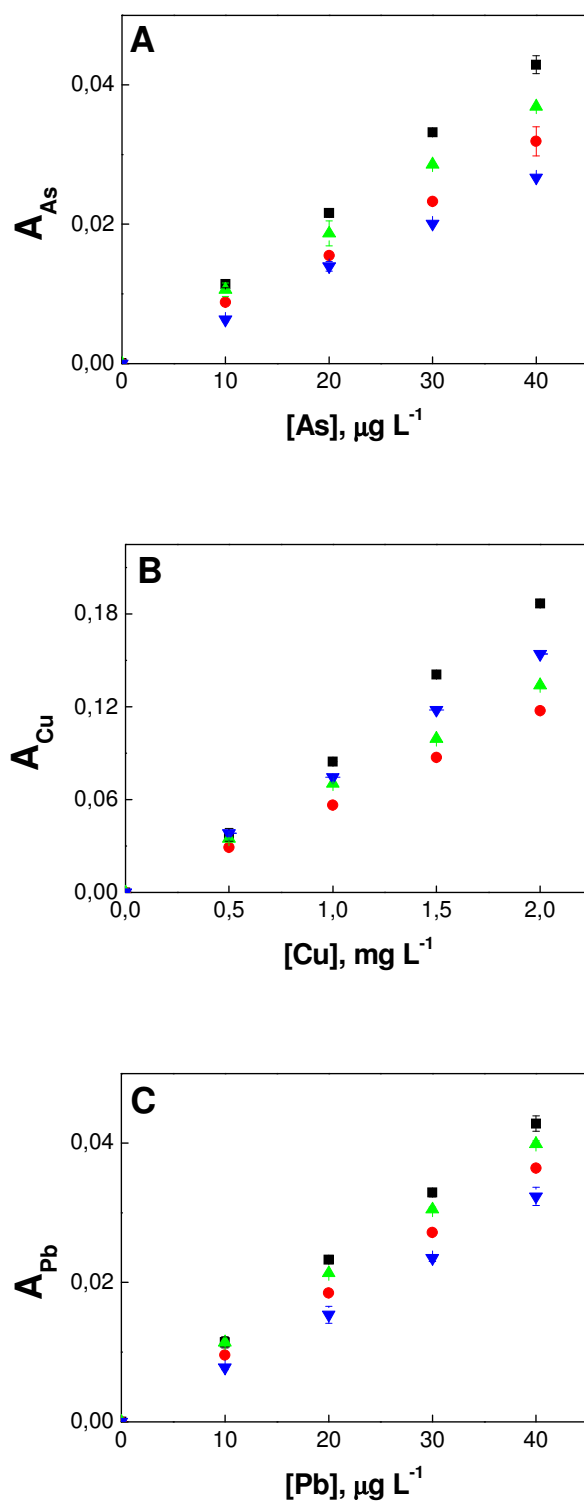 A
0,04
0,02
0,00
A_As
0 10 20 30 40
[As], μg L⁻¹
B
0,18
0,12
0,06
0,00
A_Cu
0,0 0,5 1,0 1,5 2,0
[Cu], mg L⁻¹
C
0,04
0,02
0,00
A_Pb
0 10 20 30 40
[Pb], μg L⁻¹